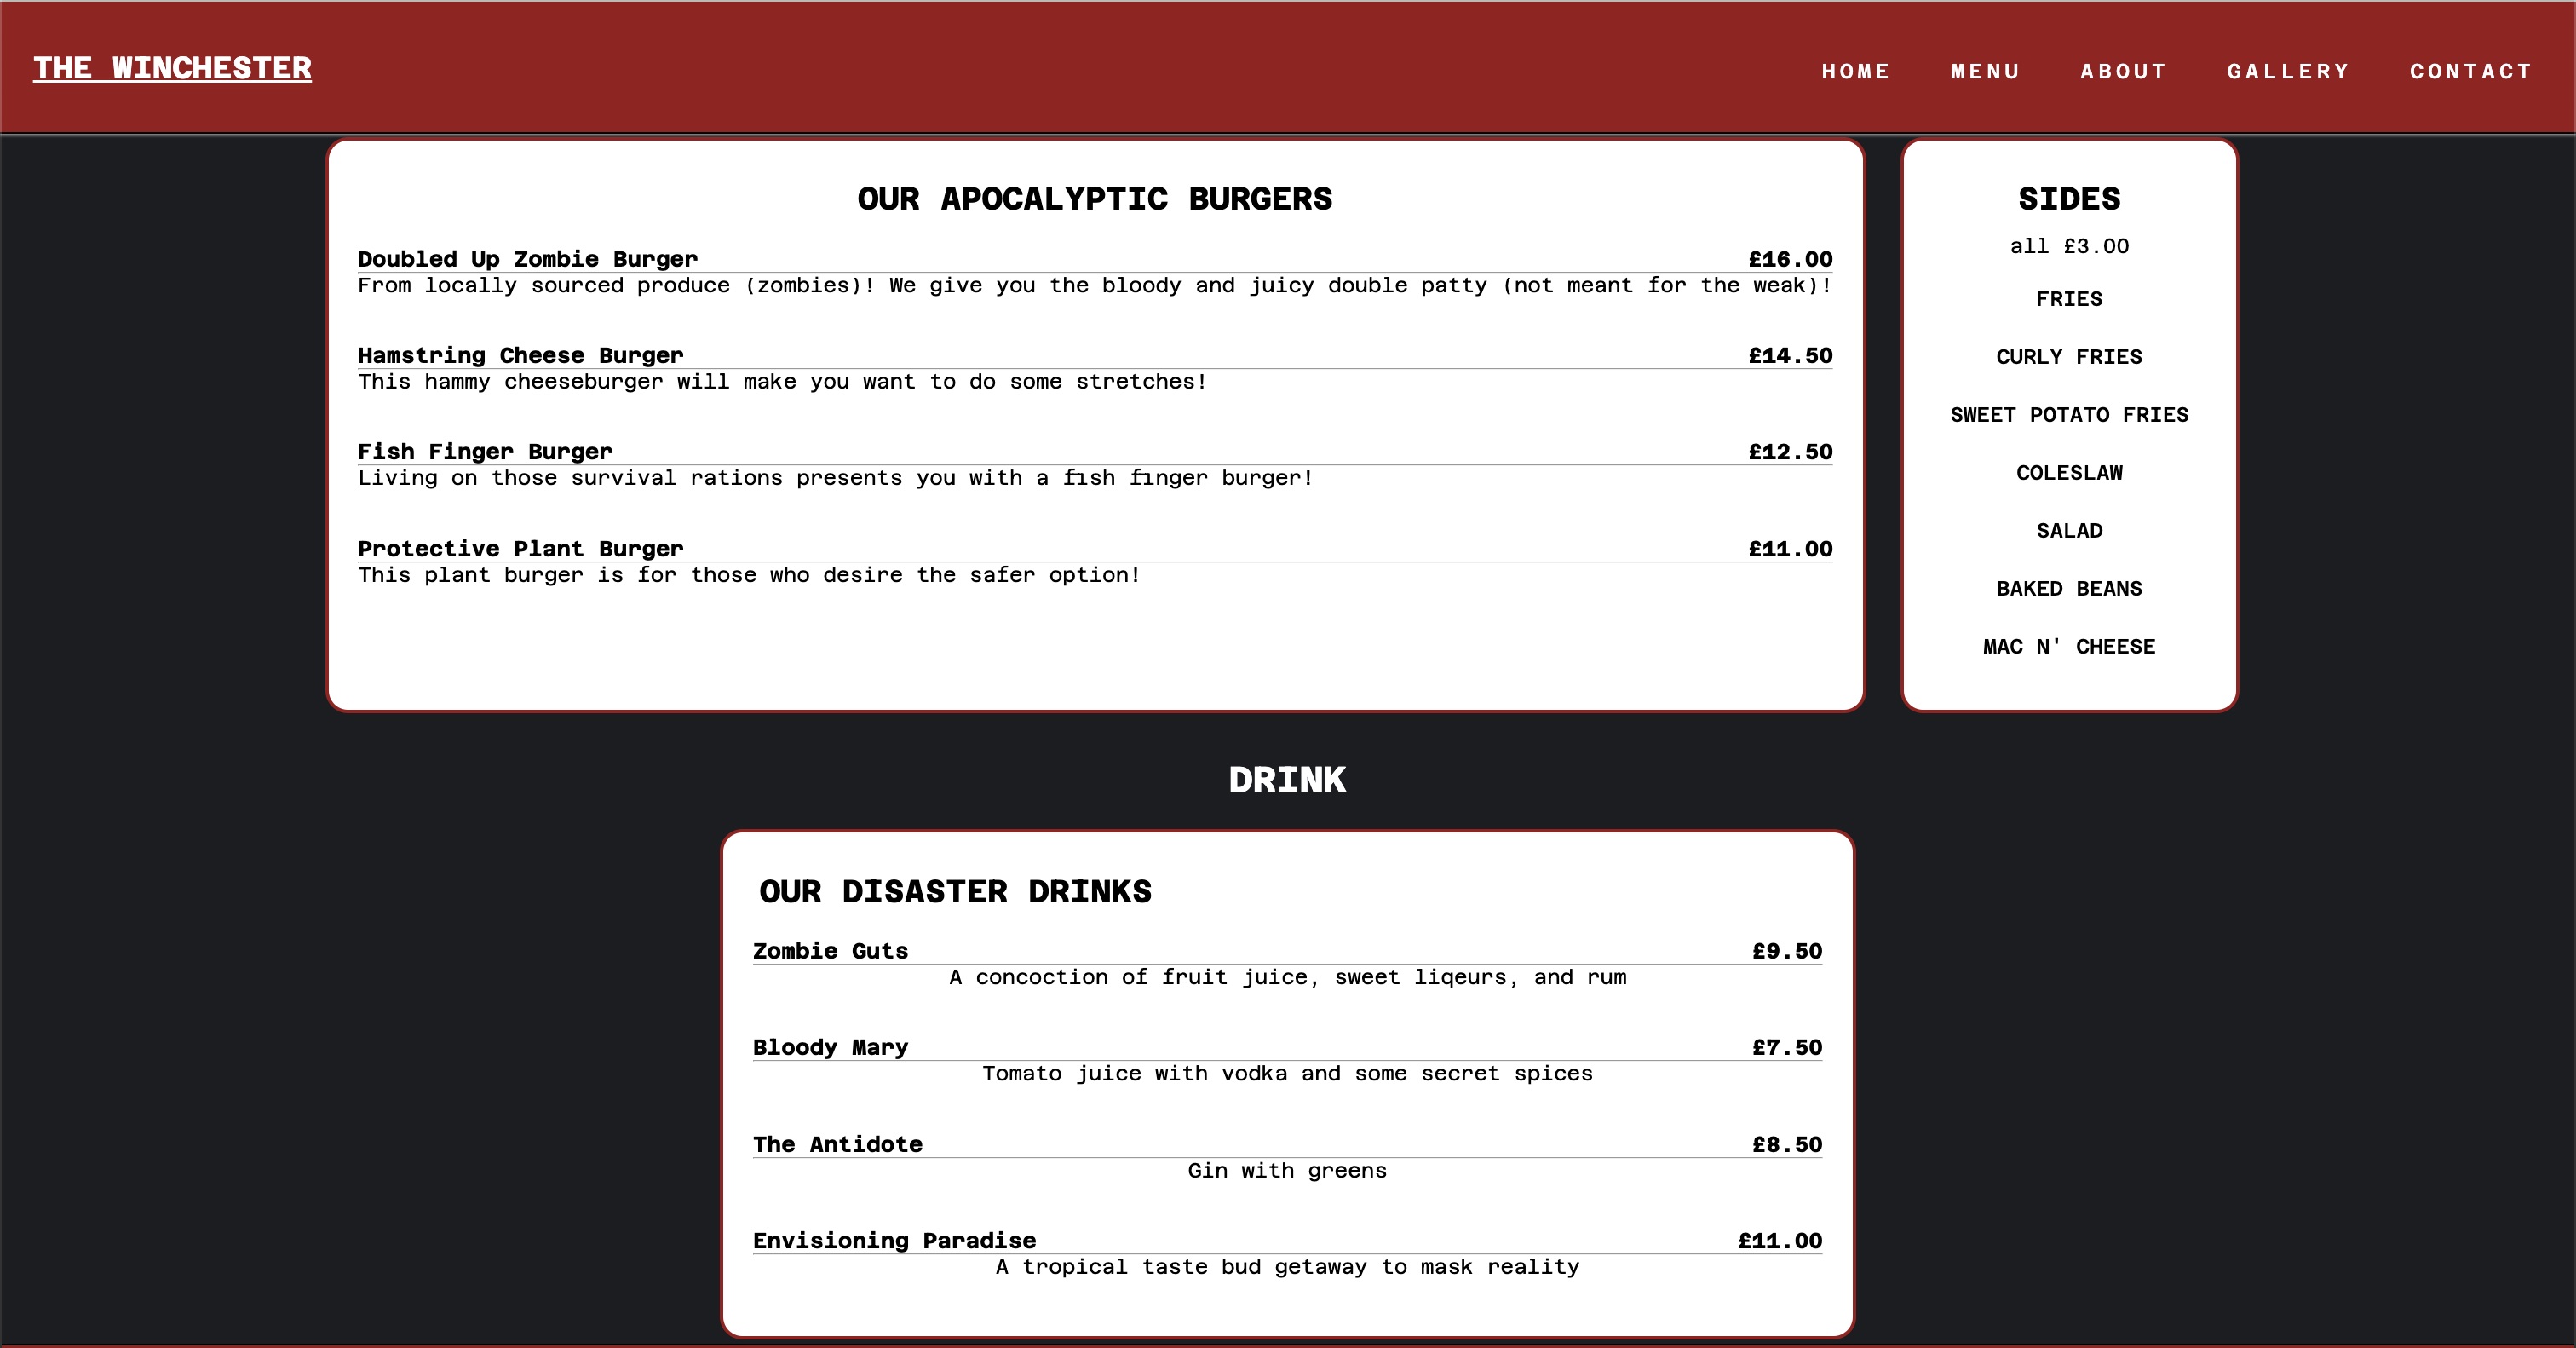 THE WINCHESTER
HOME MENU ABOUT GALLERY CONTACT
OUR APOCALYPTIC BURGERS
Doubled Up Zombie Burger £16.00
From locally sourced produce (zombies)! We give you the bloody and juicy double patty (not meant for the weak)!
Hamstring Cheese Burger £14.50
This hammy cheeseburger will make you want to do some stretches!
Fish Finger Burger £12.50
Living on those survival rations presents you with a fish finger burger!
Protective Plant Burger £11.00
This plant burger is for those who desire the safer option!
SIDES
all £3.00
FRIES
CURLY FRIES
SWEET POTATO FRIES
COLESLAW
SALAD
BAKED BEANS
MAC N' CHEESE
DRINK
OUR DISASTER DRINKS
Zombie Guts £9.50
A concoction of fruit juice, sweet liqeurs, and rum
Bloody Mary £7.50
Tomato juice with vodka and some secret spices
The Antidote £8.50
Gin with greens
Envisioning Paradise £11.00
A tropical taste bud getaway to mask reality